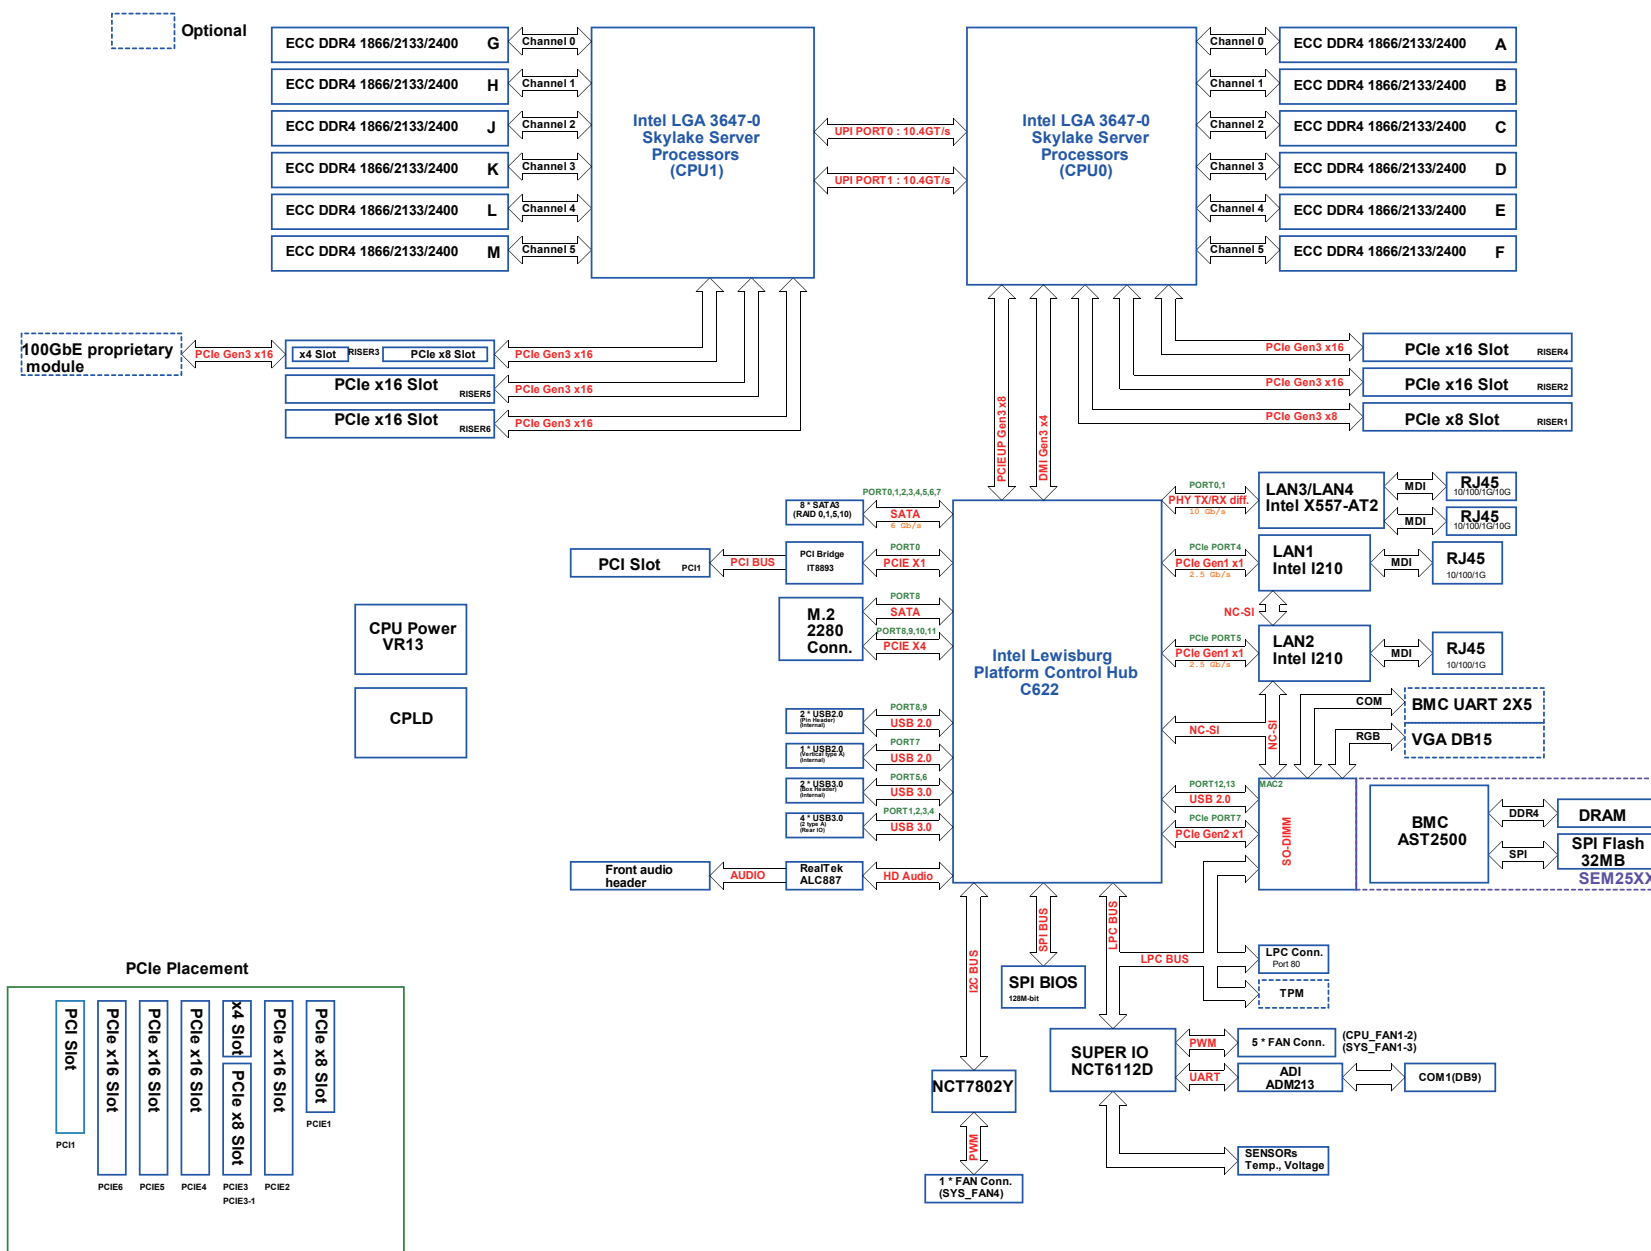 Optional
ECC DDR4 1866/2133/2400 G
Channel 0
ECC DDR4 1866/2133/2400 H
Channel 1
ECC DDR4 1866/2133/2400 J
Channel 2
ECC DDR4 1866/2133/2400 K
Channel 3
ECC DDR4 1866/2133/2400 L
Channel 4
ECC DDR4 1866/2133/2400 M
Channel 5
Intel LGA 3647-0
Skylake Server
Processors
(CPU1)
UPI PORT0 : 10.4GT/s
UPI PORT1 : 10.4GT/s
Intel LGA 3647-0
Skylake Server
Processors
(CPU0)
Channel 0
ECC DDR4 1866/2133/2400 A
Channel 1
ECC DDR4 1866/2133/2400 B
Channel 2
ECC DDR4 1866/2133/2400 C
Channel 3
ECC DDR4 1866/2133/2400 D
Channel 4
ECC DDR4 1866/2133/2400 E
Channel 5
ECC DDR4 1866/2133/2400 F
100GbE proprietary
module
PCIe Gen3 x16
x4 Slot
RISER3
PCIe x8 Slot
PCIe Gen3 x16
PCIe x16 Slot
RISER5
PCIe Gen3 x16
PCIe x16 Slot
RISER6
PCIe Gen3 x16
PCIEUP Gen3 x8
DMI Gen3 x4
PCIe Gen3 x16
PCIe x16 Slot
RISER4
PCIe Gen3 x16
PCIe x16 Slot
RISER2
PCIe Gen3 x8
PCIe x8 Slot
RISER1
8 * SATA3
(RAID 0,1,5,10)
PORT0,1,2,3,4,5,6,7
SATA
6 Gb/s
PCI Slot
PCI1
PCI BUS
PCI Bridge
IT8893
PORT0
PCIE X1
M.2
2280
Conn.
PORT8
SATA
PORT8,9,10,11
PCIE X4
CPU Power
VR13
CPLD
2 * USB2.0
(Pin Header)
(Internal)
PORT8,9
USB 2.0
1 * USB2.0
(Vertical type A)
(Internal)
PORT7
USB 2.0
2 * USB3.0
(Box Header)
(Internal)
PORT5,6
USB 3.0
4 * USB3.0
(2 type A)
(Rear IO)
PORT1,2,3,4
USB 3.0
Front audio
header
AUDIO
RealTek
ALC887
HD Audio
Intel Lewisburg
Platform Control Hub
C622
PORT0,1
PHY TX/RX diff.
10 Gb/s
LAN3/LAN4
Intel X557-AT2
MDI
RJ45
10/100/1G/10G
MDI
RJ45
10/100/1G/10G
PCIe PORT4
PCIe Gen1 x1
2.5 Gb/s
LAN1
Intel I210
MDI
RJ45
10/100/1G
NC-SI
PCIe PORT5
PCIe Gen1 x1
2.5 Gb/s
LAN2
Intel I210
MDI
RJ45
10/100/1G
NC-SI
NC-SI
COM
BMC UART 2X5
RGB
VGA DB15
PORT12,13
USB 2.0
PCIe PORT7
PCIe Gen2 x1
MAC2
SO-DIMM
BMC
AST2500
DDR4
DRAM
SPI
SPI Flash
32MB
SEM25XX
I2C BUS
SPI BUS
LPC BUS
SPI BIOS
128M-bit
LPC BUS
LPC Conn.
Port 80
TPM
SUPER IO
NCT6112D
PWM
5 * FAN Conn.
(CPU_FAN1-2)
(SYS_FAN1-3)
UART
ADI
ADM213
COM1(DB9)
NCT7802Y
PWM
1 * FAN Conn.
(SYS_FAN4)
SENSORs
Temp., Voltage
PCIe Placement
PCI Slot
PCI1
PCIe x16 Slot
PCIE6
PCIe x16 Slot
PCIE5
PCIe x16 Slot
PCIE4
x4 Slot
PCIe x8 Slot
PCIE3
PCIE3-1
PCIe x16 Slot
PCIE2
PCIe x8 Slot
PCIE1